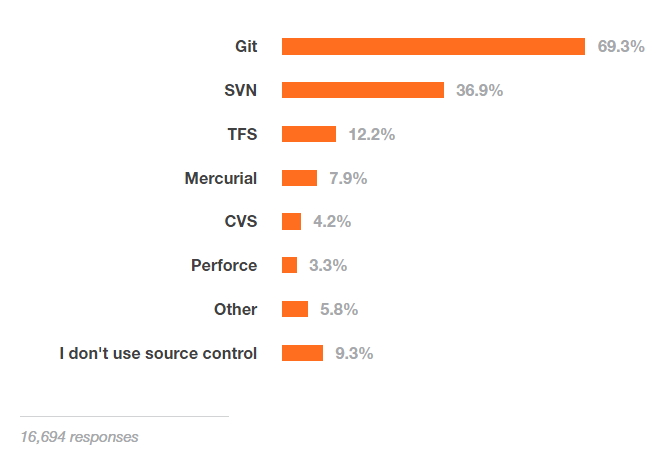 Git 69.3%
SVN 36.9%
TFS 12.2%
Mercurial 7.9%
CVS 4.2%
Perforce 3.3%
Other 5.8%
I don't use source control 9.3%
16,694 responses